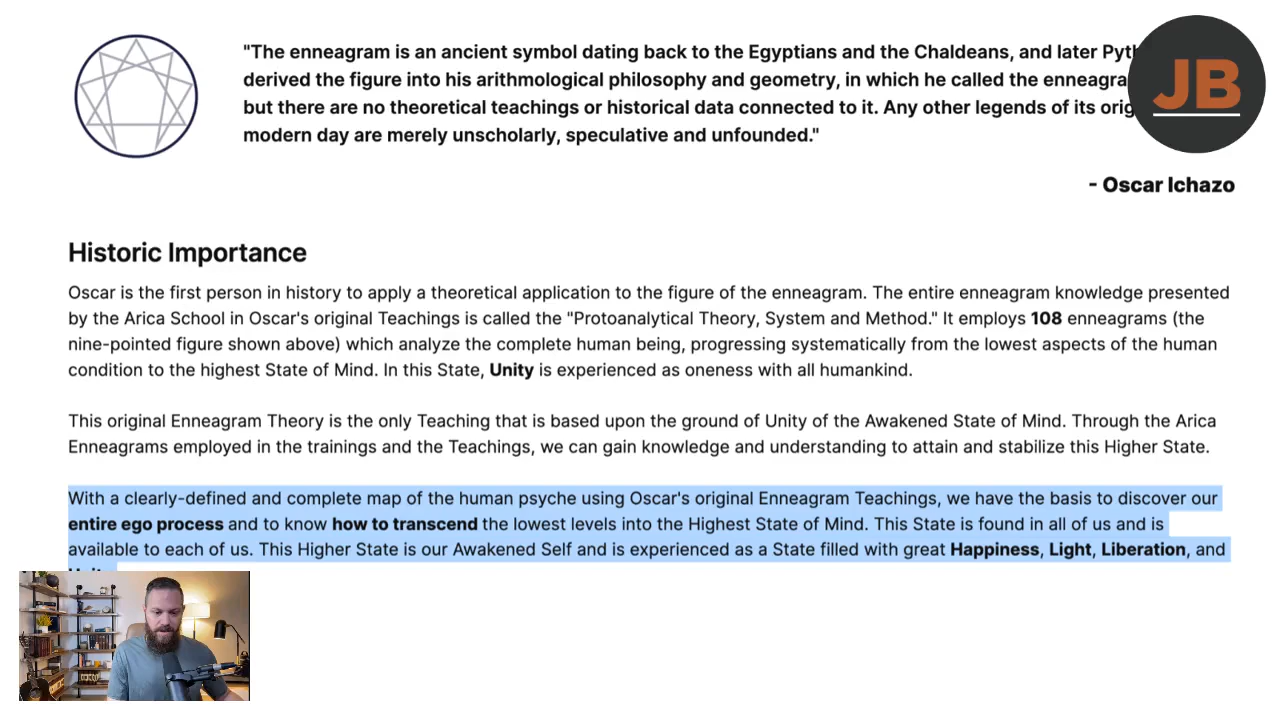 "The enneagram is an ancient symbol dating back to the Egyptians and the Chaldeans, and later
derived the figure into his arithmological philosophy and geometry, in which he called the
but there are no theoretical teachings or historical data connected to it. Any other legends of its
modern day are merely unscholarly, speculative and unfounded."
JB
- Oscar Ichazo
Historic Importance
Oscar is the first person in history to apply a theoretical application to the figure of the enneagram. The entire enneagram knowledge presented
by the Arica School in Oscar's original Teachings is called the "Protoanalytical Theory, System and Method." It employs 108 enneagrams (the
nine-pointed figure shown above) which analyze the complete human being, progressing systematically from the lowest aspects of the human
condition to the highest State of Mind. In this State, Unity is experienced as oneness with all humankind.
This original Enneagram Theory is the only Teaching that is based upon the ground of Unity of the Awakened State of Mind. Through the Arica
Enneagrams employed in the trainings and the Teachings, we can gain knowledge and understanding to attain and stabilize this Higher State.
With a clearly-defined and complete map of the human psyche using Oscar's original Enneagram Teachings, we have the basis to discover our
entire ego process and to know how to transcend the lowest levels into the Highest State of Mind. This State is found in all of us and is
available to each of us. This Higher State is our Awakened Self and is experienced as a State filled with great Happiness, Light, Liberation, and